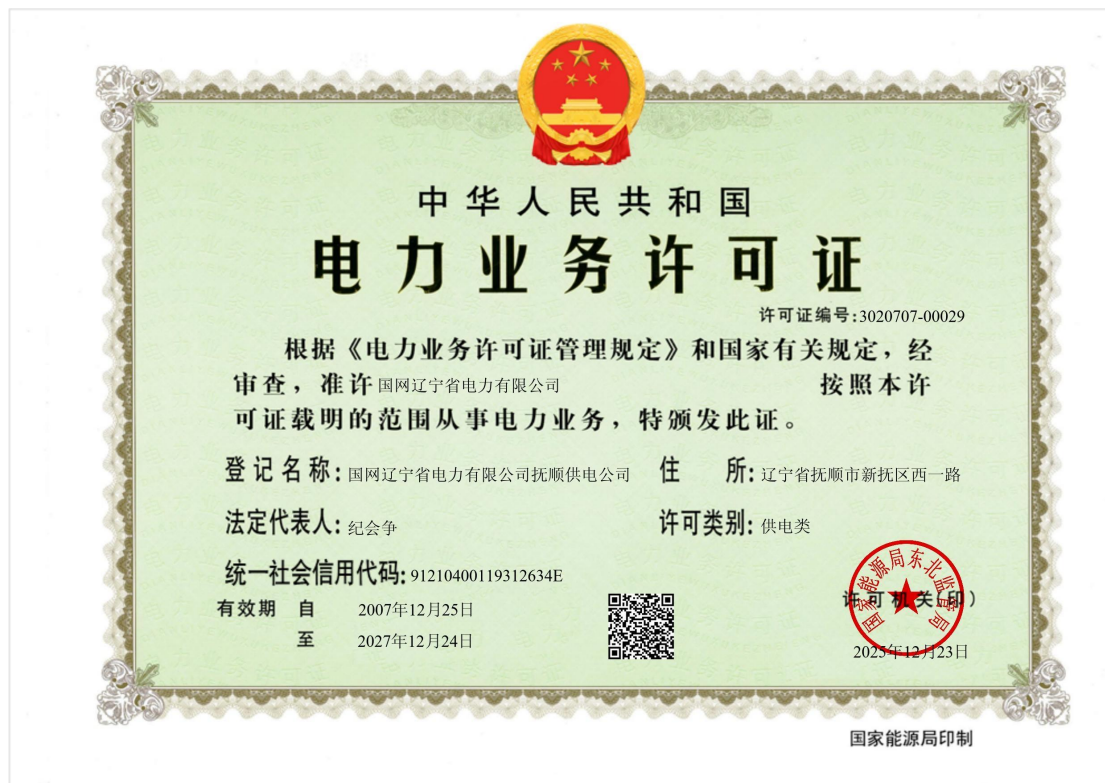 中华人民共和国
电力业务许可证
许可证编号:3020707-00029
根据《电力业务许可证管理规定》和国家有关规定，经
审查，准许 国网辽宁省电力有限公司 按照本许
可证载明的范围从事电力业务，特颁发此证。
登记名称: 国网辽宁省电力有限公司抚顺供电公司 住 所: 辽宁省抚顺市新抚区西一路
法定代表人: 纪会争 许可类别: 供电类
统一社会信用代码: 91210400119312634E
有效期 自 2007年12月25日
至 2027年12月24日
许可机关(印)
国家能源局东北监管局
2025年12月23日
国家能源局印制